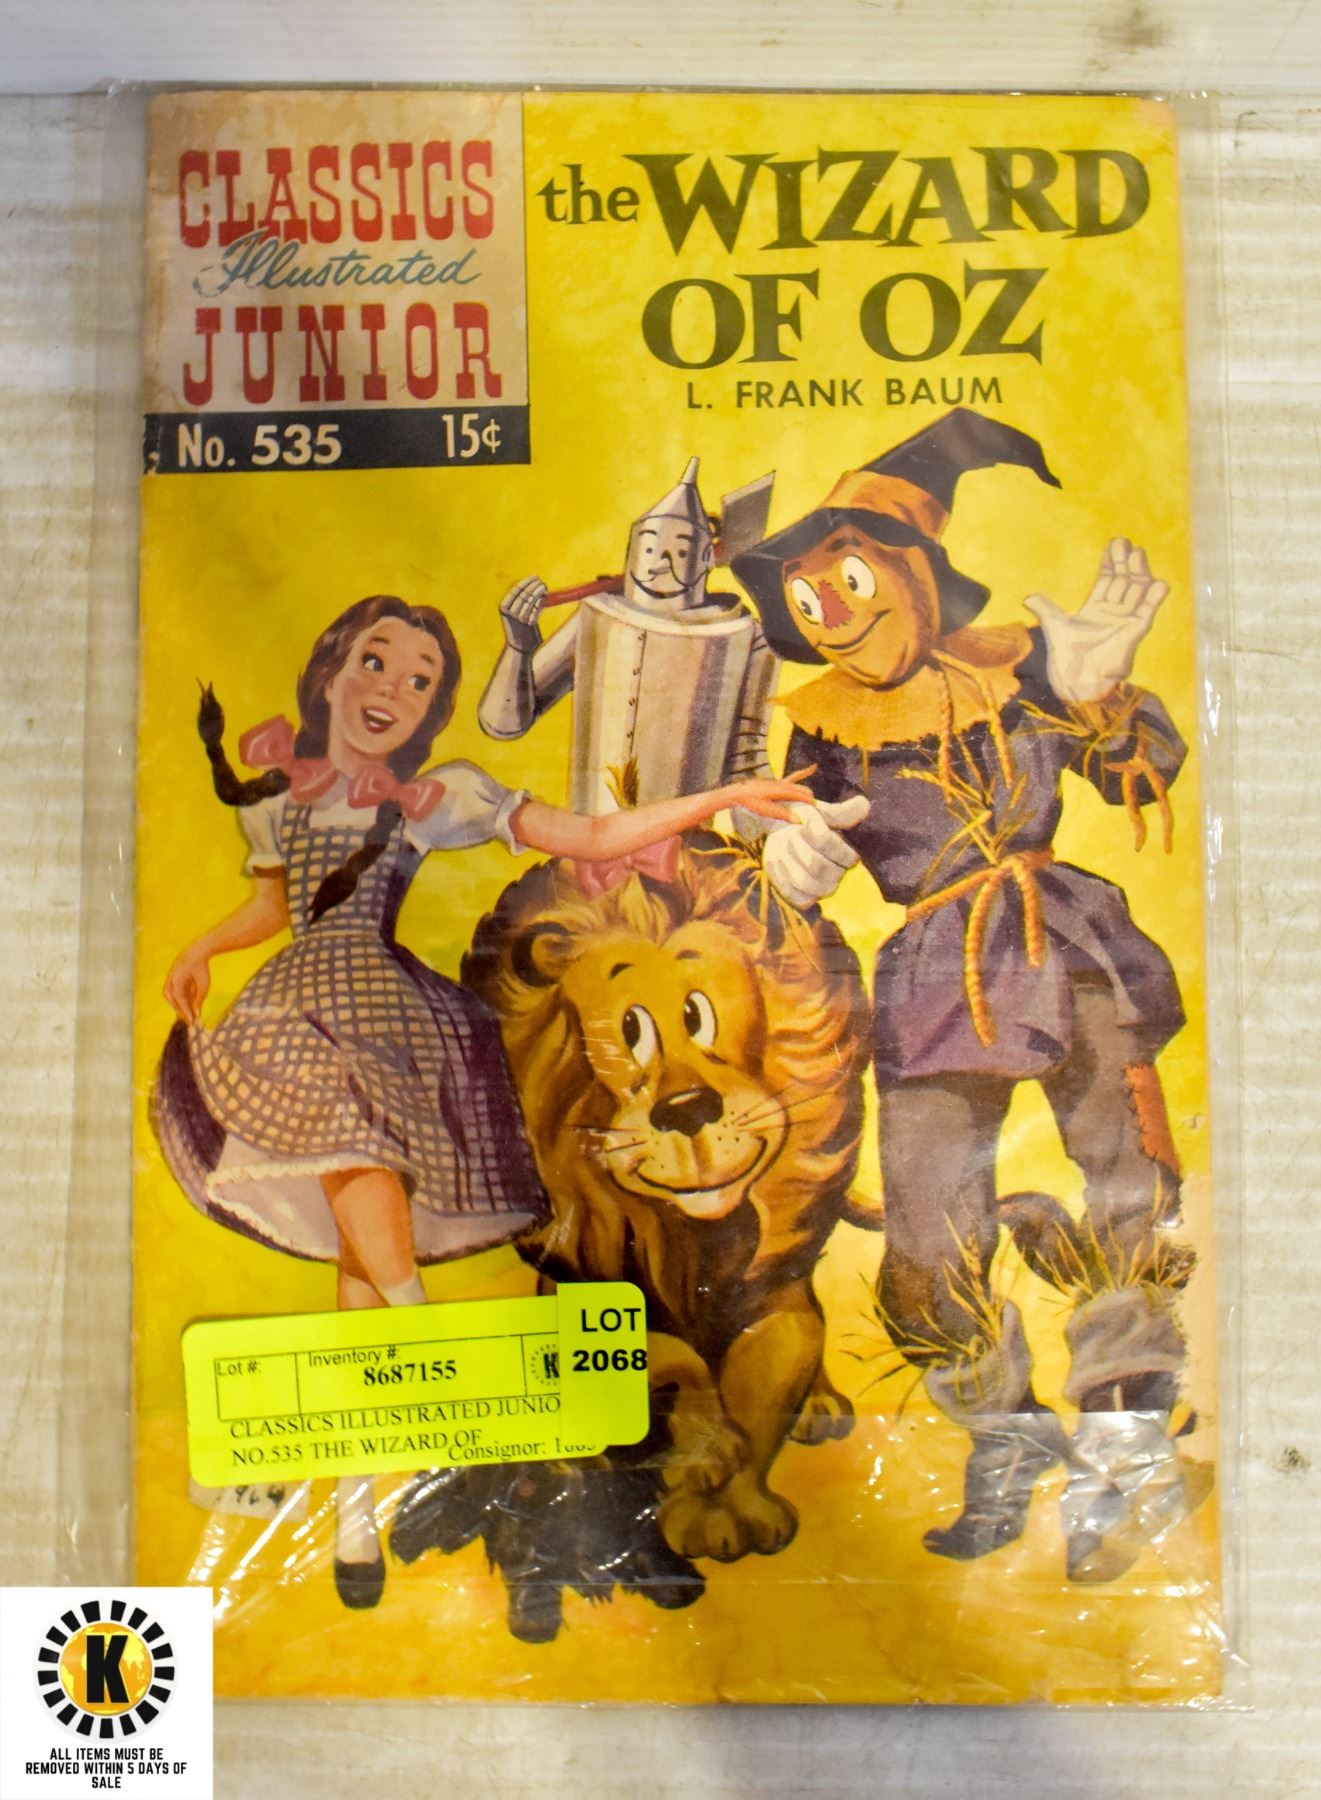 CLASSICS
Illustrated
JUNIOR
No. 535 15¢
the WIZARD
OF OZ
L. FRANK BAUM
LOT
2068
Lot #: Inventory #:
8687155
K
CLASSICS ILLUSTRATED JUNIO
NO.535 THE WIZARD OF
Consignor:
K
ALL ITEMS MUST BE
REMOVED WITHIN 5 DAYS OF
SALE